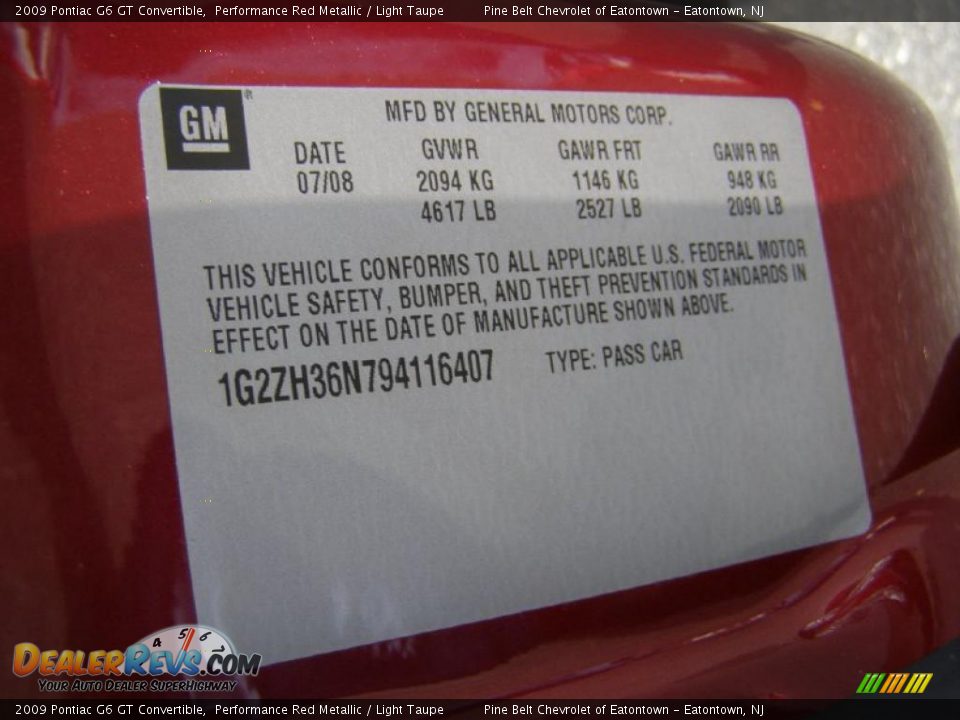 2009 Pontiac G6 GT Convertible, Performance Red Metallic / Light Taupe Pine Belt Chevrolet of Eatontown - Eatontown, NJ
GM
MFD BY GENERAL MOTORS CORP.
DATE GVWR GAWR FRT GAWR RR
07/08 2094 KG 1146 KG 948 KG
4617 LB 2527 LB 2090 LB
THIS VEHICLE CONFORMS TO ALL APPLICABLE U.S. FEDERAL MOTOR
VEHICLE SAFETY, BUMPER, AND THEFT PREVENTION STANDARDS IN
EFFECT ON THE DATE OF MANUFACTURE SHOWN ABOVE.
1G2ZH36N794116407 TYPE: PASS CAR
4 5 6 7
DEALERREVS.COM
YOUR AUTO DEALER SUPERHIGHWAY
2009 Pontiac G6 GT Convertible, Performance Red Metallic / Light Taupe Pine Belt Chevrolet of Eatontown - Eatontown, NJ